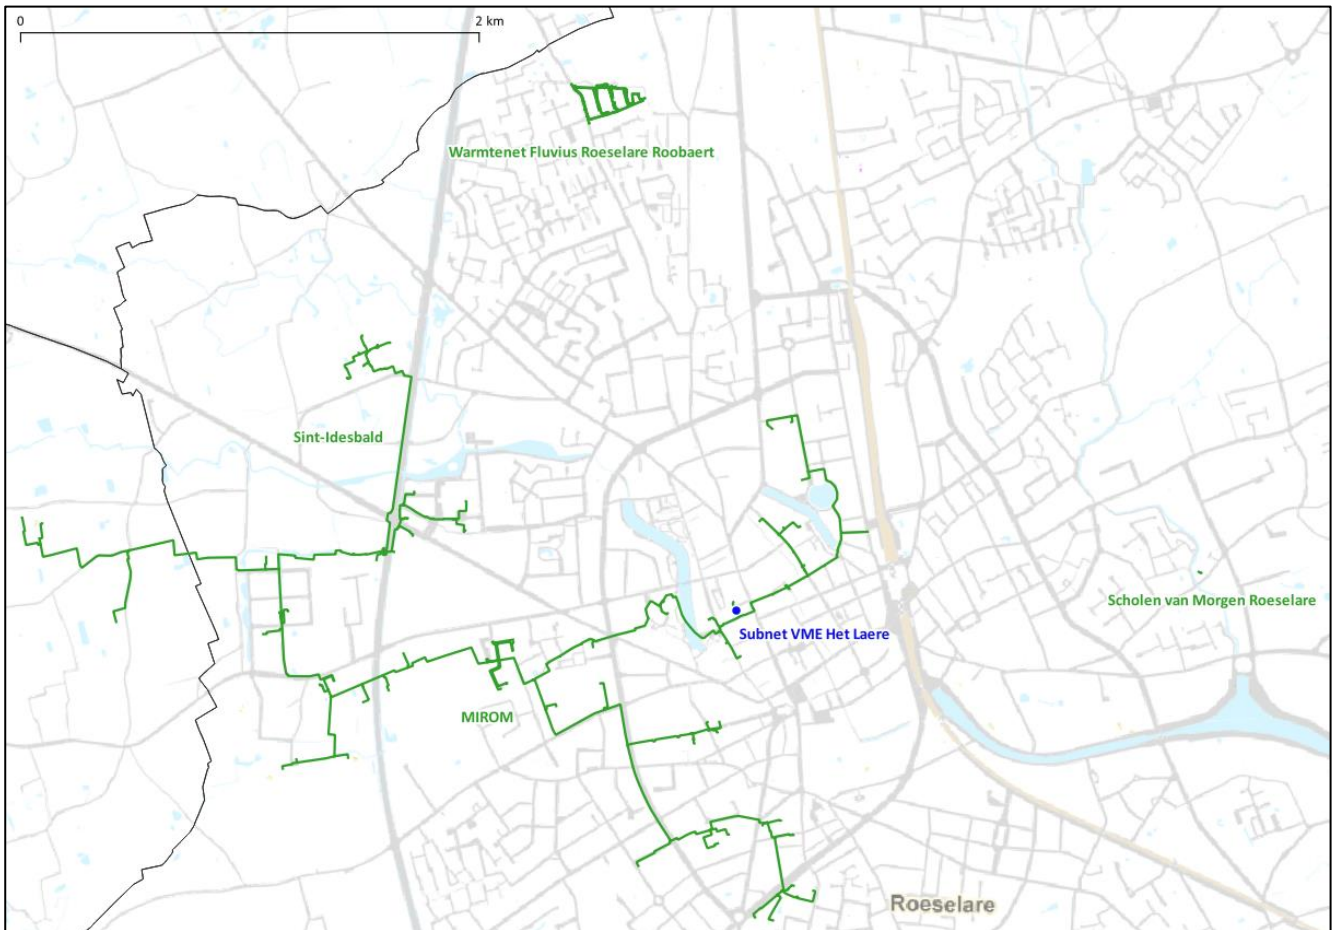 0 2 km
Warmtenet Fluvius Roeselare Roobaert
Sint-Idesbald
Scholen van Morgen Roeselare
Subnet VME Het Laere
MIROM
Roeselare